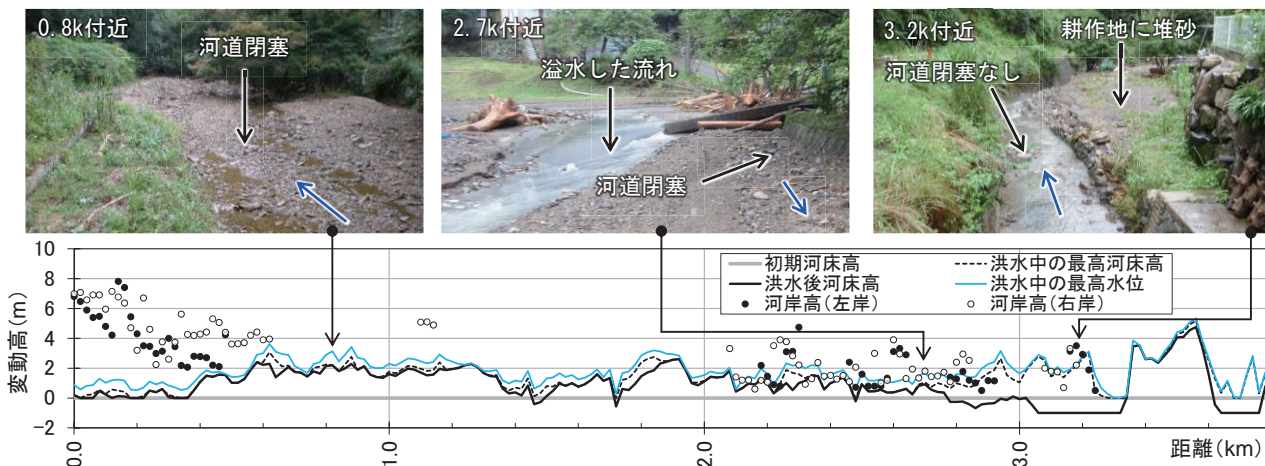 0.8k付近
河道閉塞
2.7k付近
溢水した流れ
河道閉塞
3.2k付近
耕作地に堆砂
河道閉塞なし
変動高(m)
10
8
6
4
2
0
−2
初期河床高
洪水中の最高河床高
洪水後河床高
洪水中の最高水位
河岸高(左岸)
河岸高(右岸)
0.0
1.0
2.0
3.0
距離(km)